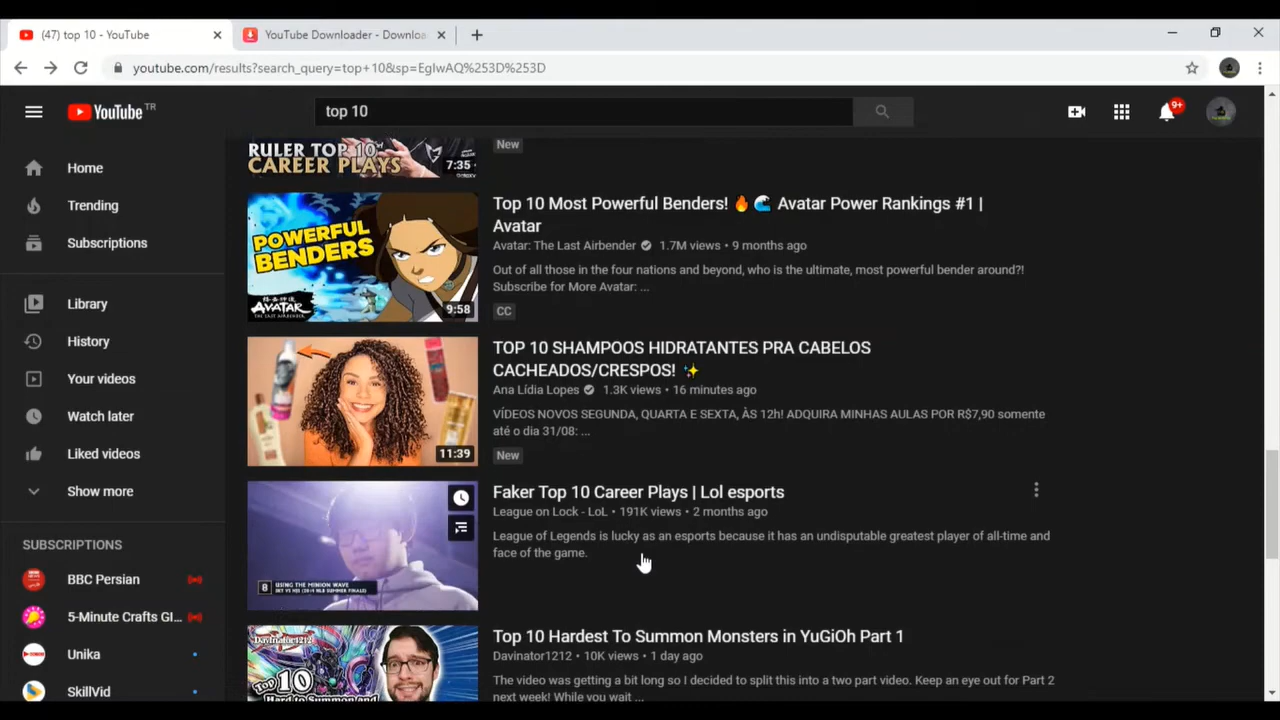 (47) top 10 - YouTube
YouTube Downloader - Downloa
youtube.com/results?search_query=top+10&sp=EgIwAQ%253D%253D
YouTube TR
top 10
9+
Home
Trending
Subscriptions
Library
History
Your videos
Watch later
Liked videos
Show more
SUBSCRIPTIONS
BBC Persian
5-Minute Crafts GI...
Unika
SkillVid
RULER TOP 10
CAREER PLAYS
7:35
New
POWERFUL
BENDERS
AVATAR
THE LAST AIRBENDER
9:58
Top 10 Most Powerful Benders! 🔥 🌊 Avatar Power Rankings #1 |
Avatar
Avatar: The Last Airbender 1.7M views • 9 months ago
Out of all those in the four nations and beyond, who is the ultimate, most powerful bender around?!
Subscribe for More Avatar: ...
CC
11:39
TOP 10 SHAMPOOS HIDRATANTES PRA CABELOS
CACHEADOS/CRESPOS! ✨
Ana Lídia Lopes 1.3K views • 16 minutes ago
VÍDEOS NOVOS SEGUNDA, QUARTA E SEXTA, ÀS 12h! ADQUIRA MINHAS AULAS POR R$7,90 somente
até o dia 31/08: ...
New
8 USING THE MINION WAVE
Faker Top 10 Career Plays | Lol esports
League on Lock - LoL • 191K views • 2 months ago
League of Legends is lucky as an esports because it has an undisputable greatest player of all-time and
face of the game.
Davinator1212
Top 10
Hard to Summon
Top 10 Hardest To Summon Monsters in YuGiOh Part 1
Davinator1212 • 10K views • 1 day ago
The video was getting a bit long so I decided to split this into a two part video. Keep an eye out for Part 2
next week! While you wait ...